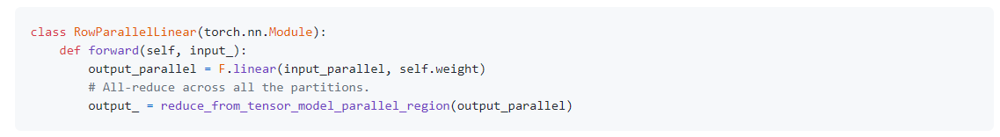 class RowParallelLinear(torch.nn.Module):
    def forward(self, input_):
        output_parallel = F.linear(input_parallel, self.weight)
        # All-reduce across all the partitions.
        output_ = reduce_from_tensor_model_parallel_region(output_parallel)